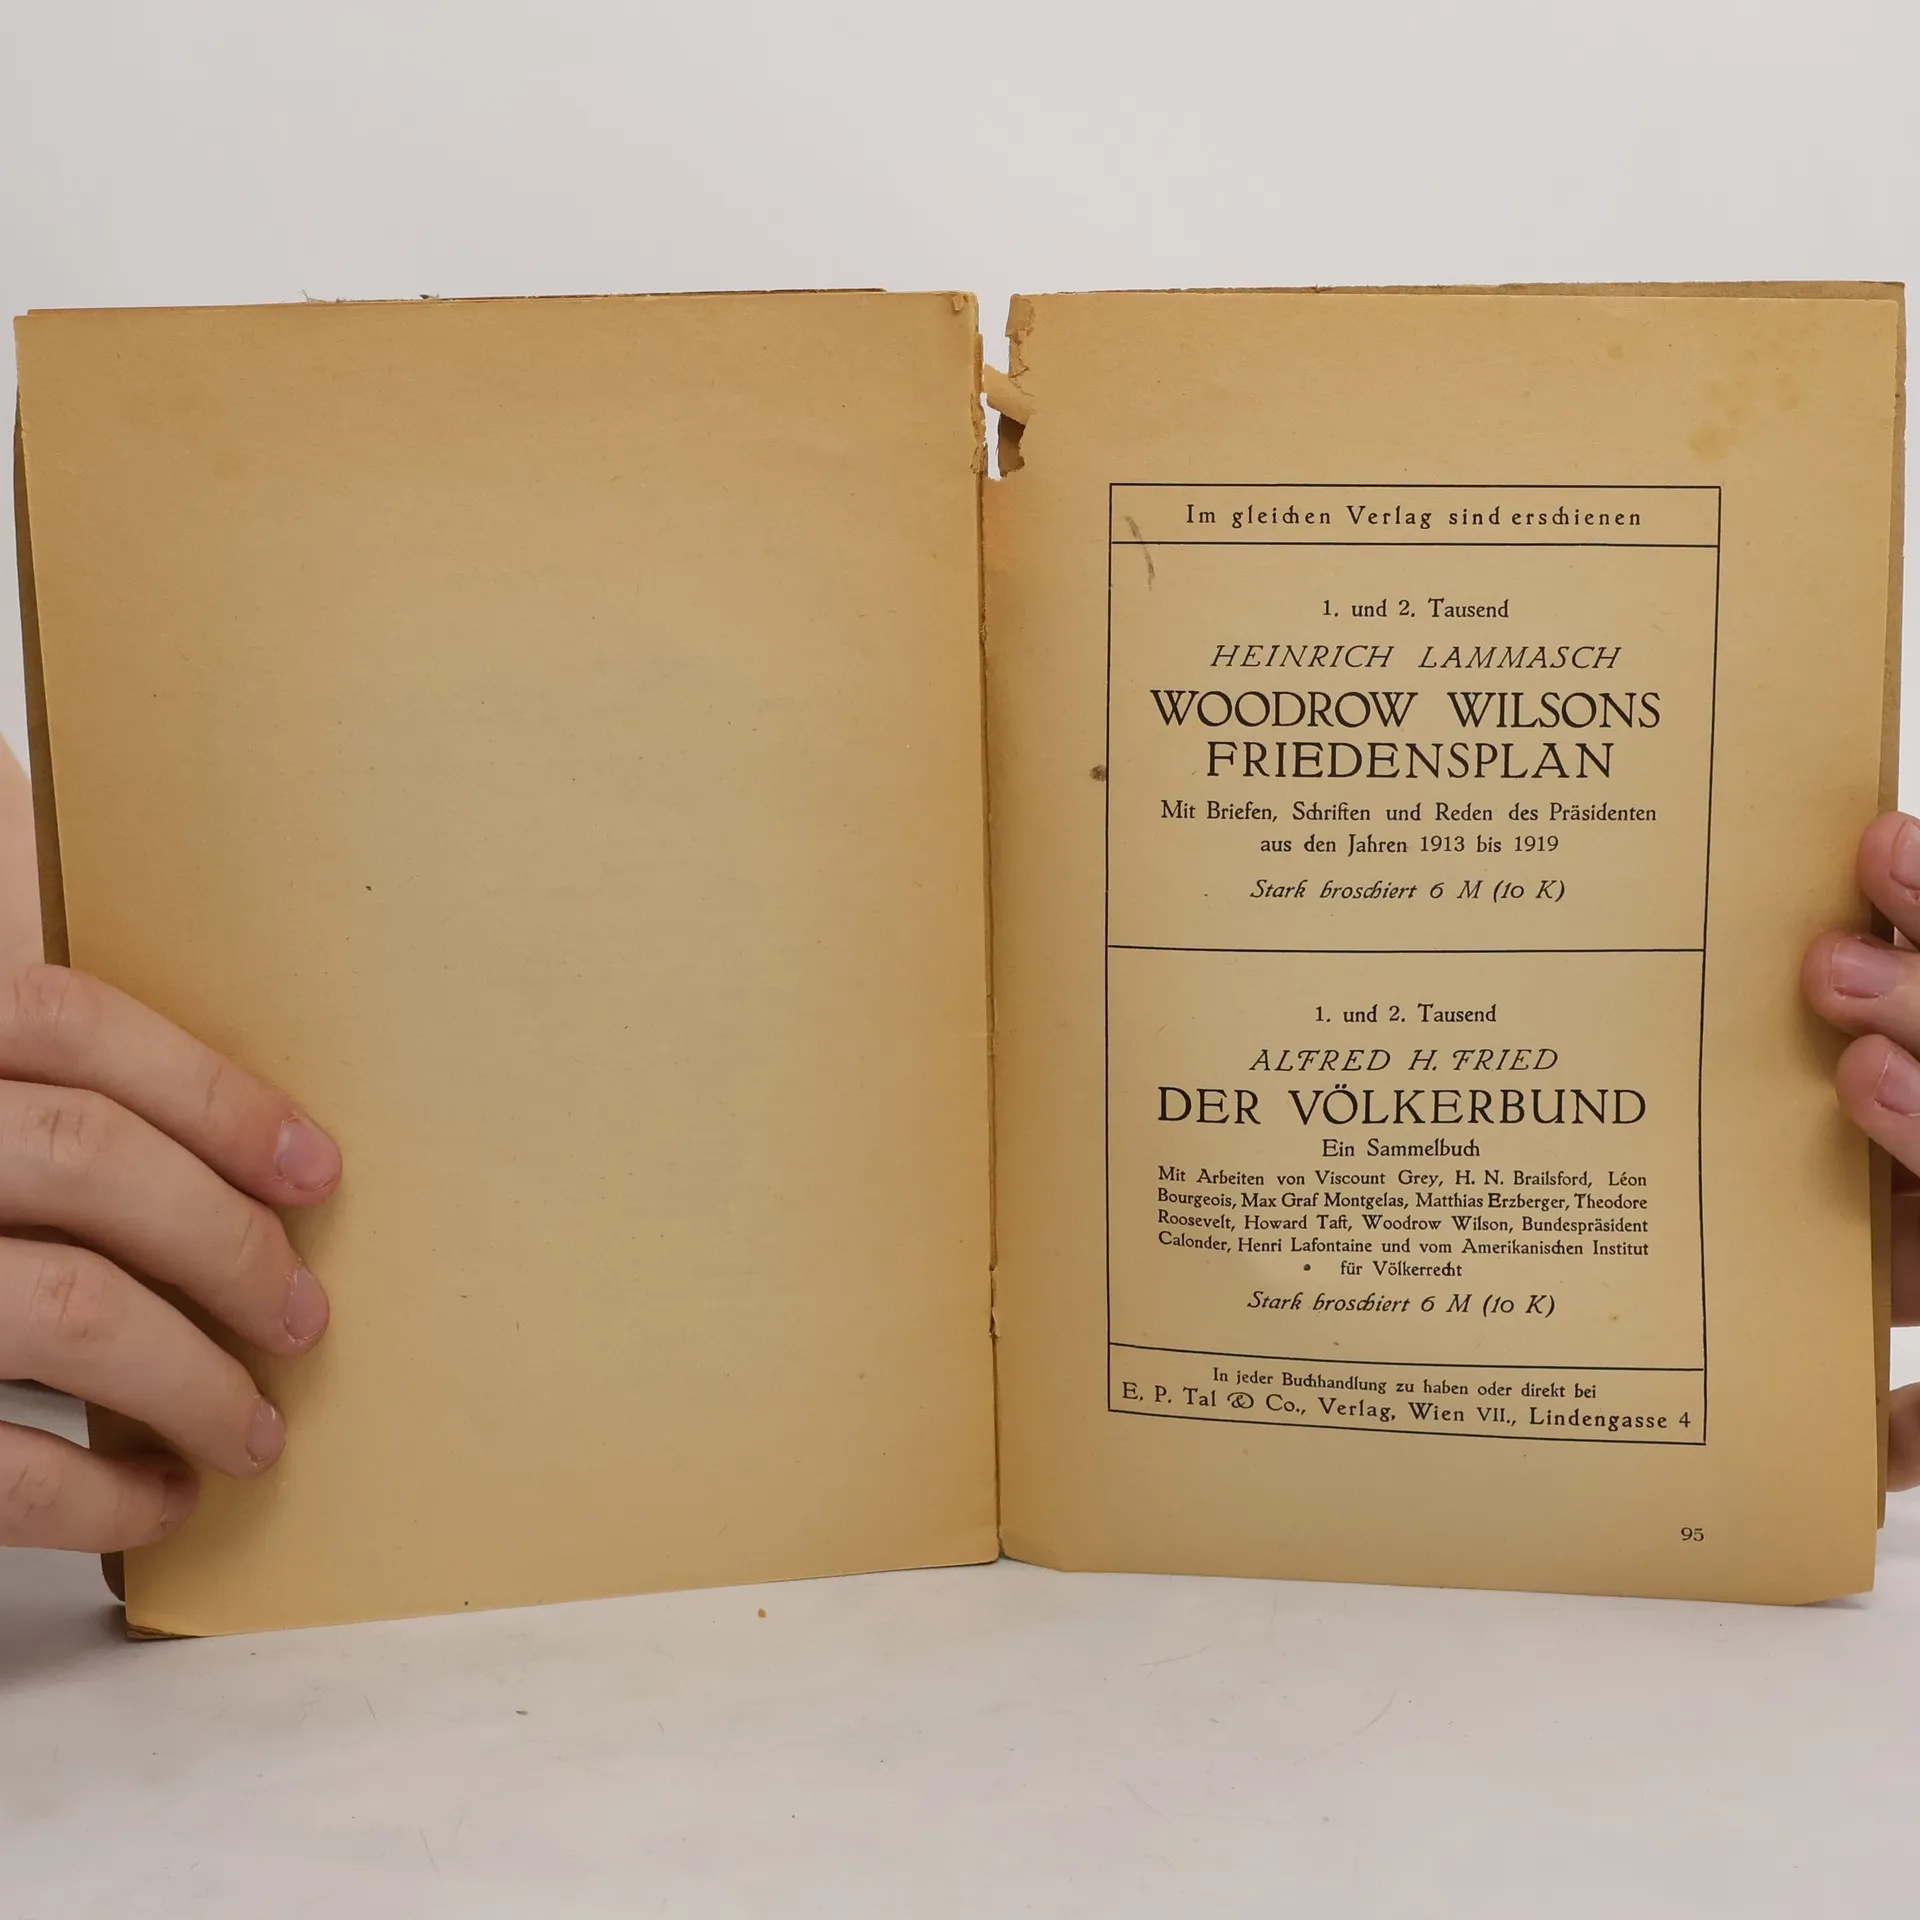 Im gleichen Verlag sind erschienen
1. und 2. Tausend
HEINRICH LAMMASCH
WOODROW WILSONS
FRIEDENSPLAN
Mit Briefen, Schriften und Reden des Präsidenten
aus den Jahren 1913 bis 1919
Stark broschiert 6 M (10 K)
1. und 2. Tausend
ALFRED H. FRIED
DER VÖLKERBUND
Ein Sammelbuch
Mit Arbeiten von Viscount Grey, H. N. Brailsford, Léon
Bourgeois, Max Graf Montgelas, Matthias Erzberger, Theodore
Roosevelt, Howard Taft, Woodrow Wilson, Bundespräsident
Calonder, Henri Lafontaine und vom Amerikanischen Institut
für Völkerrecht
Stark broschiert 6 M (10 K)
In jeder Buchhandlung zu haben oder direkt bei
E. P. Tal & Co., Verlag, Wien VII., Lindengasse 4
95